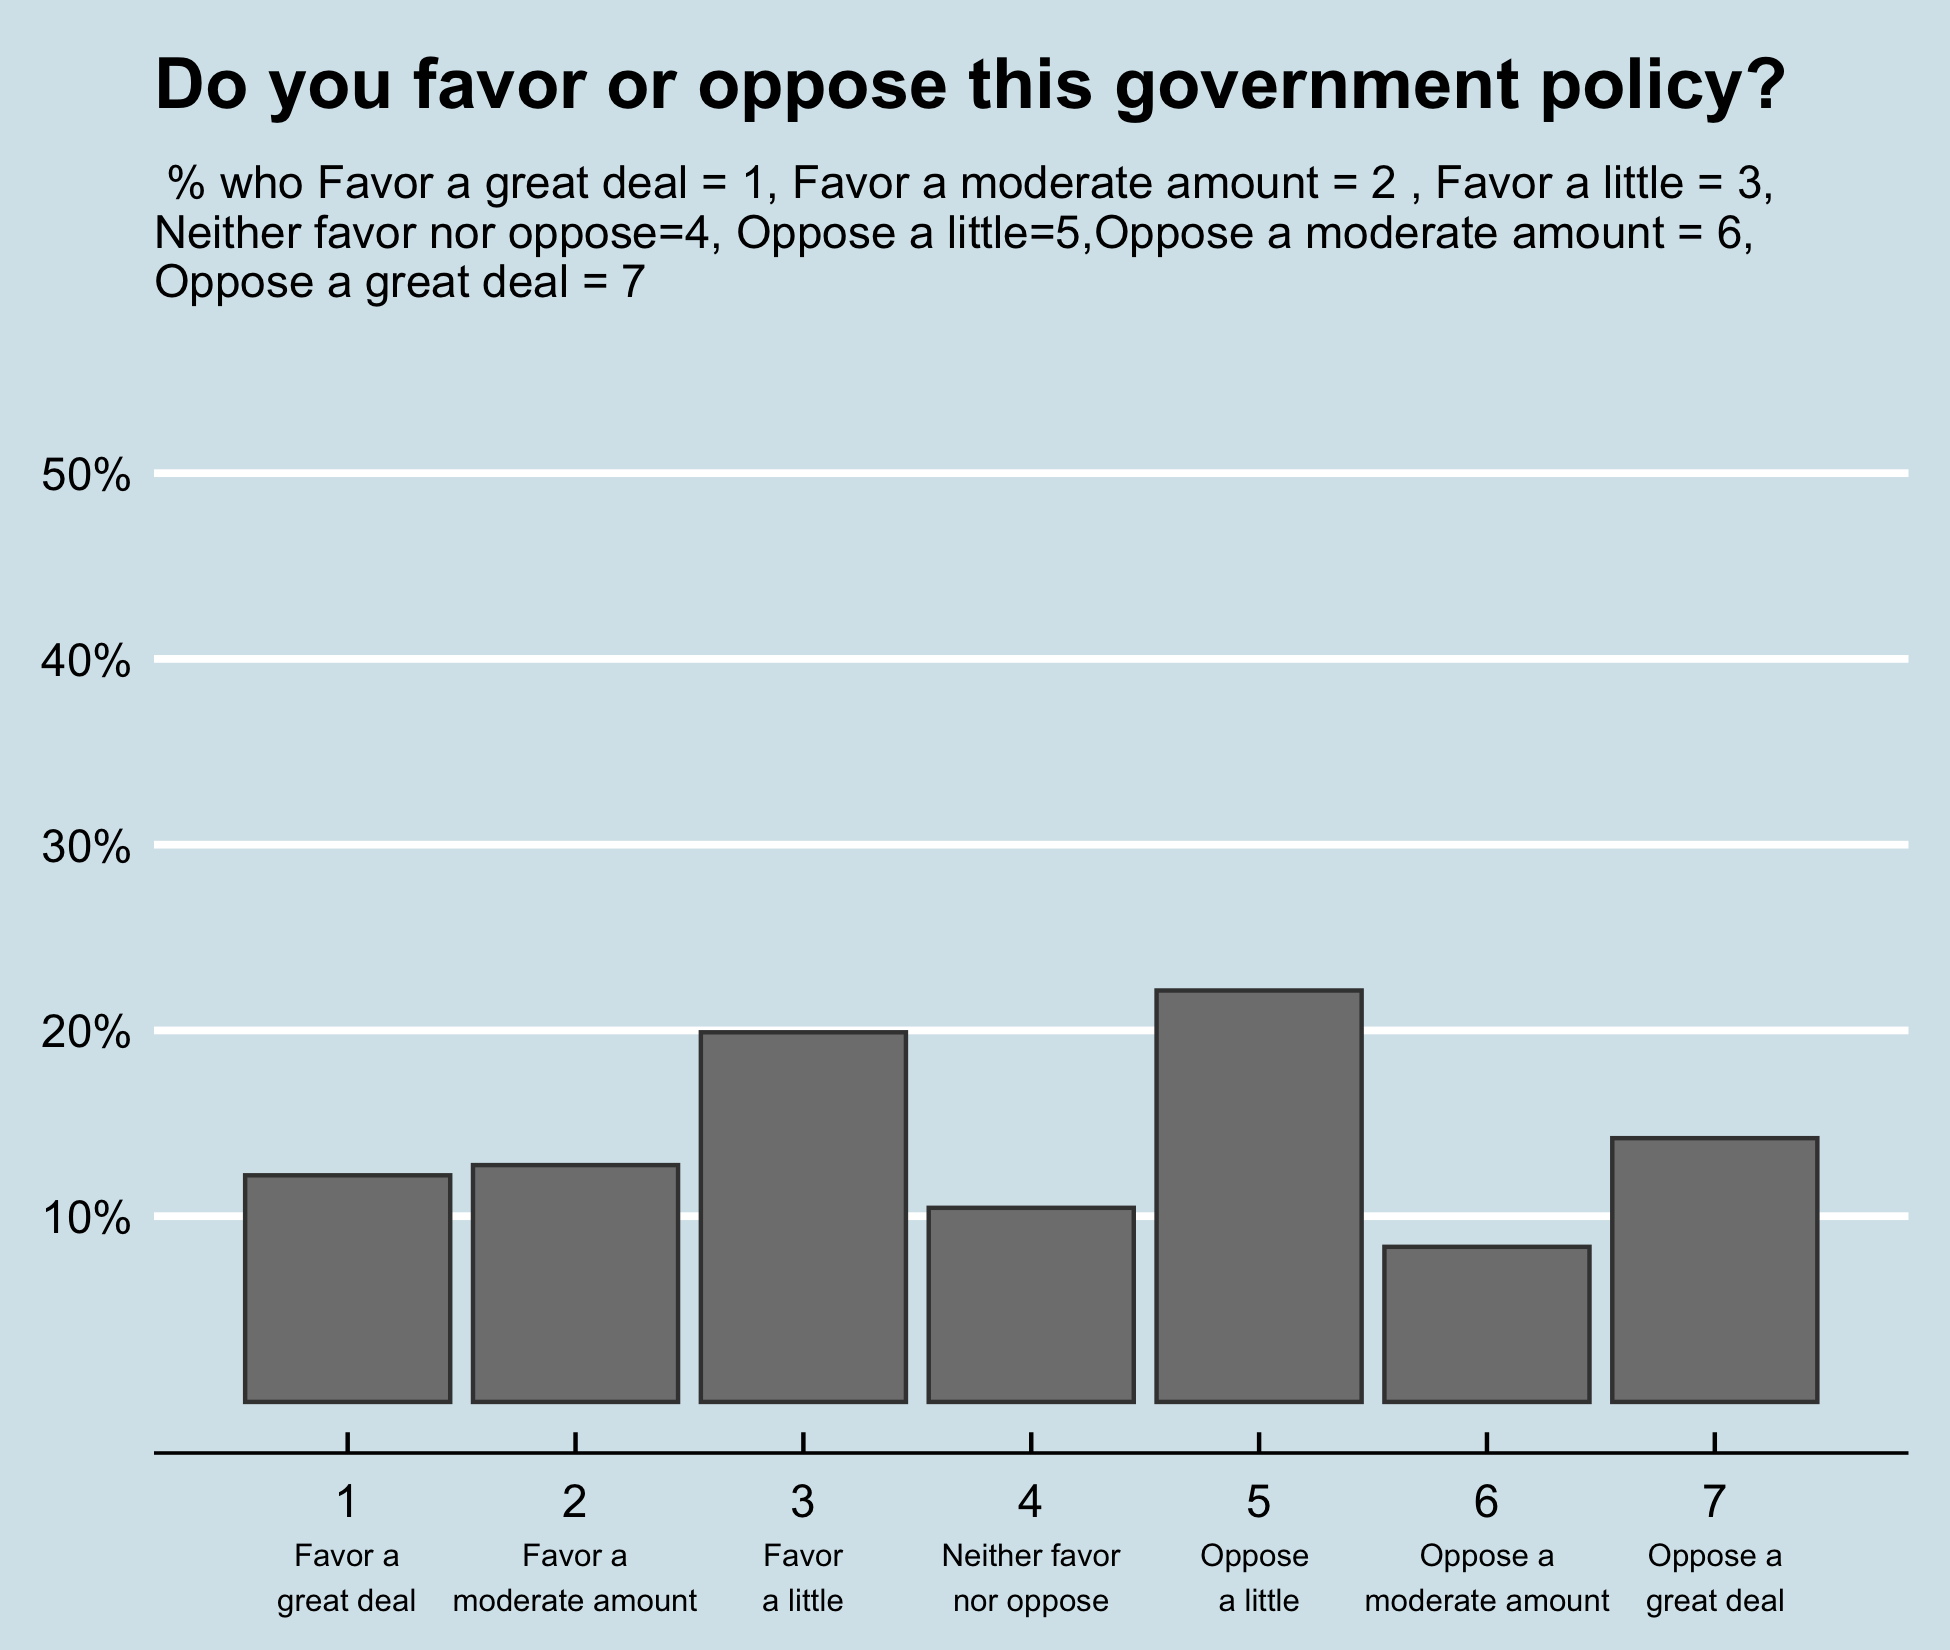 Do you favor or oppose this government policy?
% who Favor a great deal = 1, Favor a moderate amount = 2 , Favor a little = 3,
Neither favor nor oppose=4, Oppose a little=5,Oppose a moderate amount = 6,
Oppose a great deal = 7
50%
40%
30%
20%
10%
1 2 3 4 5 6 7
Favor a Favor a Favor Neither favor Oppose Oppose a Oppose a
great deal moderate amount a little nor oppose a little moderate amount great deal